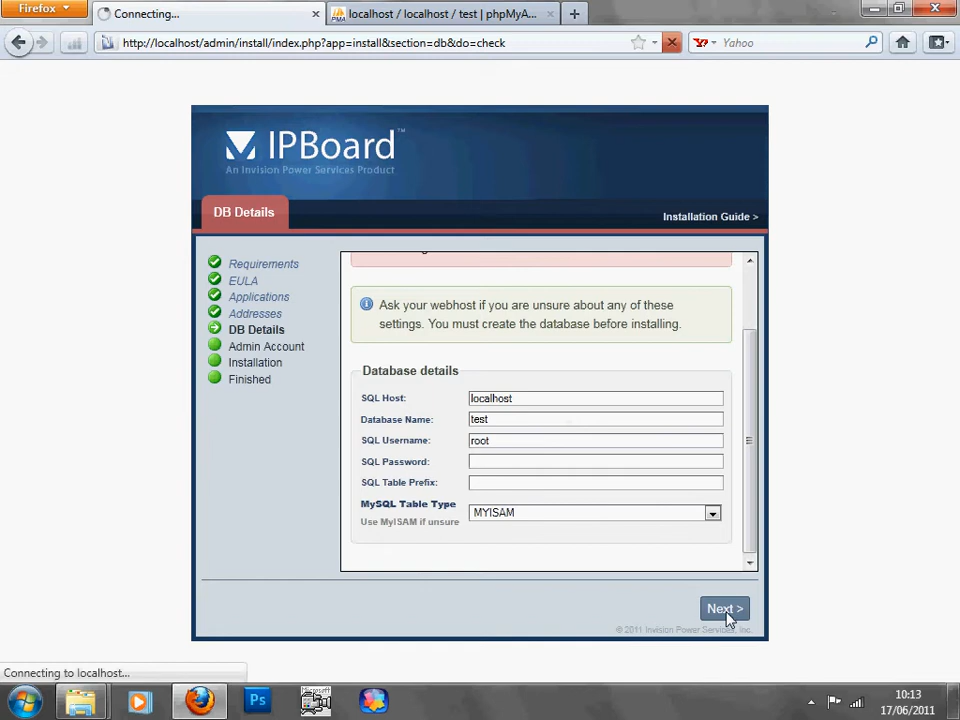 Firefox
Connecting...
localhost / localhost / test | phpMyA...
http://localhost/admin/install/index.php?app=install&section=db&do=check
Yahoo
IPBoard™
An Invision Power Services Product
DB Details
Installation Guide >
Requirements
EULA
Applications
Addresses
DB Details
Admin Account
Installation
Finished
Ask your webhost if you are unsure about any of these
settings. You must create the database before installing.
Database details
SQL Host: localhost
Database Name: test
SQL Username: root
SQL Password:
SQL Table Prefix:
MySQL Table Type MYISAM
Use MyISAM if unsure
Next >
© 2011 Invision Power Services, Inc.
Connecting to localhost...
Ps
Microsoft
10:13
17/06/2011